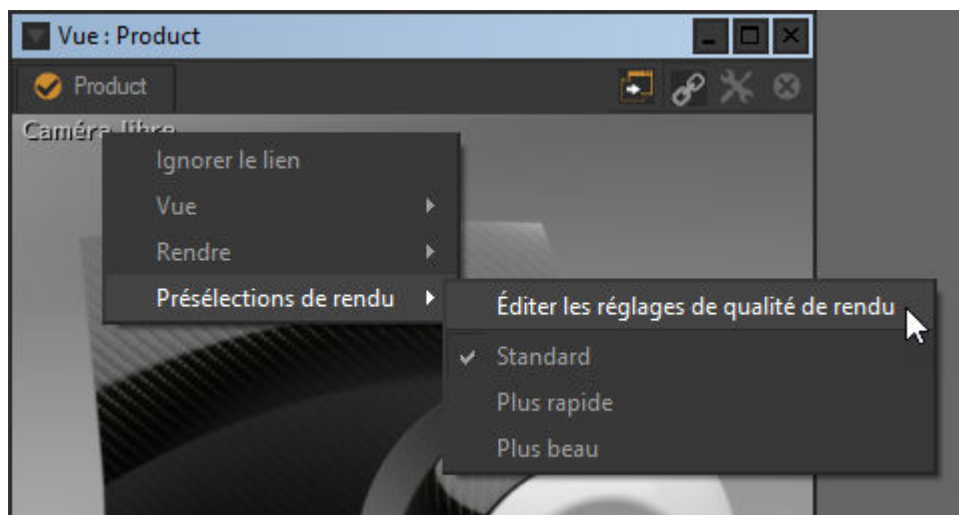 Vue : Product
Product
Caméra libre
Ignorer le lien
Vue
Rendre
Présélections de rendu
Éditer les réglages de qualité de rendu
Standard
Plus rapide
Plus beau